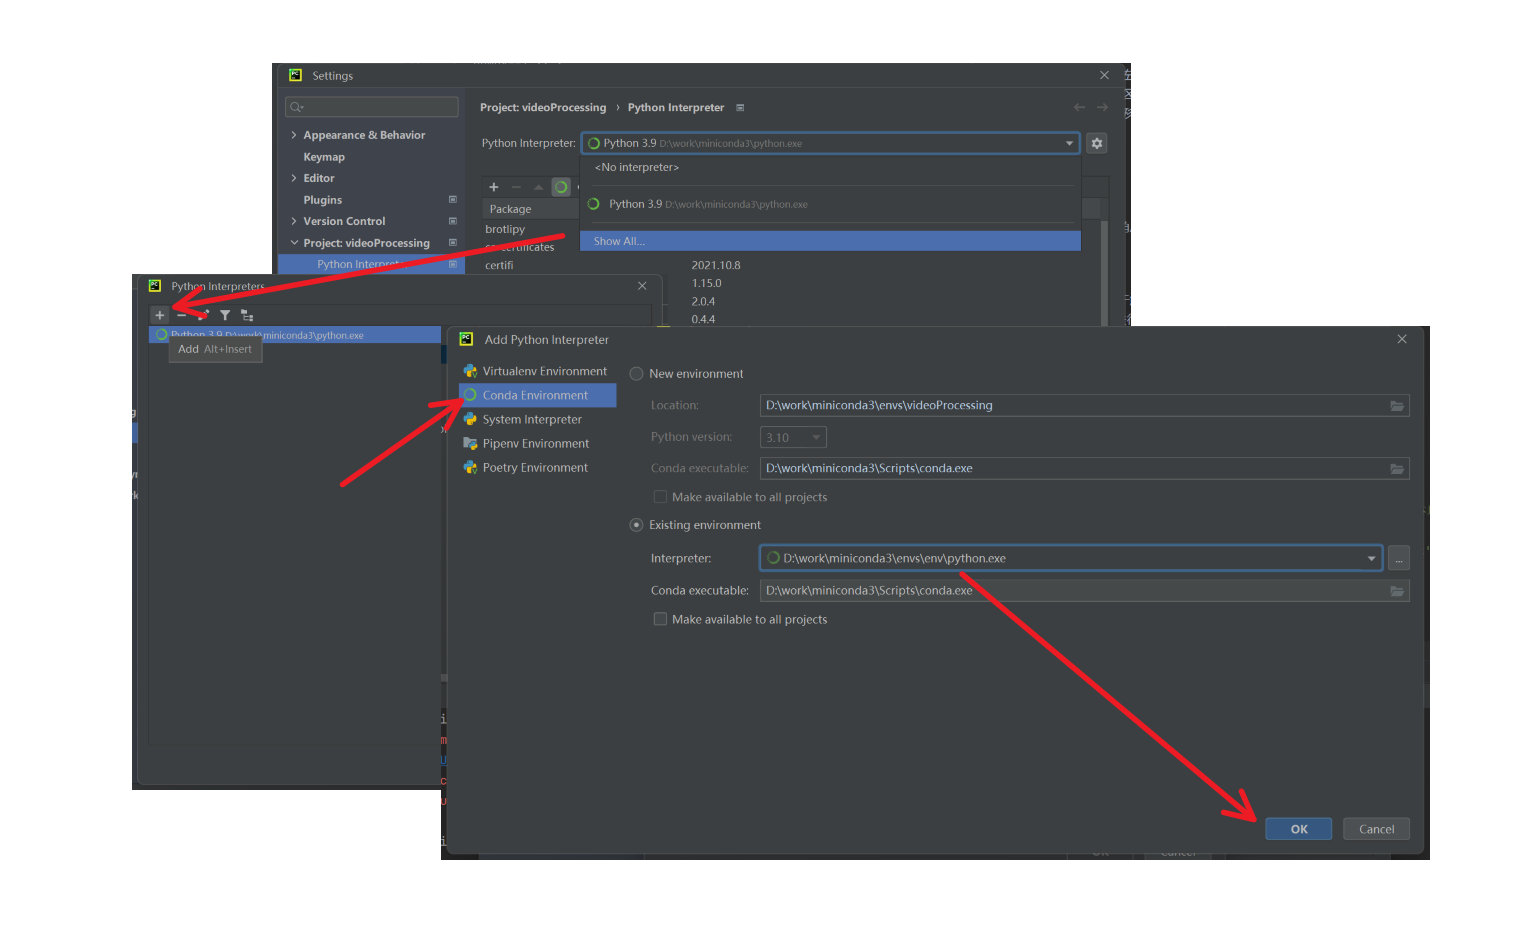 Settings
Project: videoProcessing › Python Interpreter
Appearance & Behavior
Keymap
Editor
Plugins
Version Control
Project: videoProcessing
Python Interpreter
Python Interpreter: Python 3.9 D:\work\miniconda3\python.exe
<No interpreter>
Python 3.9 D:\work\miniconda3\python.exe
Show All...
Package
brotlipy
ca-certificates
certifi 2021.10.8
1.15.0
2.0.4
0.4.4
Python Interpreters
Python 3.9 D:\work\miniconda3\python.exe
Add Alt+Insert
Add Python Interpreter
Virtualenv Environment
Conda Environment
System Interpreter
Pipenv Environment
Poetry Environment
New environment
Location: D:\work\miniconda3\envs\videoProcessing
Python version: 3.10
Conda executable: D:\work\miniconda3\Scripts\conda.exe
Make available to all projects
Existing environment
Interpreter: D:\work\miniconda3\envs\env\python.exe
...
Conda executable: D:\work\miniconda3\Scripts\conda.exe
Make available to all projects
OK
Cancel